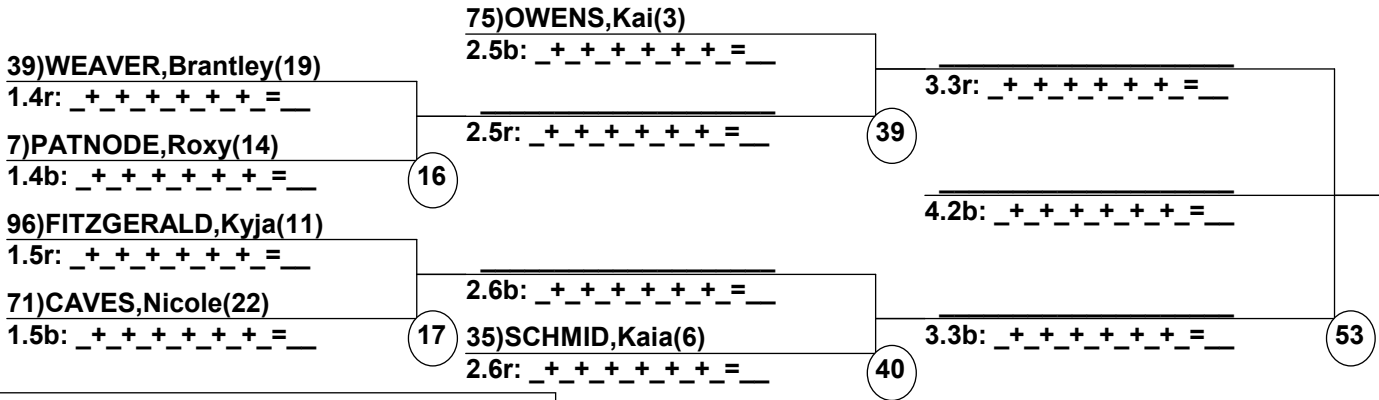 75)OWENS,Kai(3)
2.5b: _+_+_+_+_+_=__
39)WEAVER,Brantley(19)
1.4r: _+_+_+_+_+_=__
3.3r: _+_+_+_+_+_=__
2.5r: _+_+_+_+_+_=
39
7)PATNODE,Roxy(14)
1.4b: _+_+_+_+_+_=__
16
4.2b: _+_+_+_+_+_=__
96)FITZGERALD,Kyja(11)
1.5r: _+_+_+_+_+_=__
2.6b: _+_+_+_+_+_=__
71)CAVES,Nicole(22)
1.5b: _+_+_+_+_+_=__
17
35)SCHMID,Kaia(6)
2.6r: _+_+_+_+_+_=__
40
3.3b: _+_+_+_+_+_=__
53